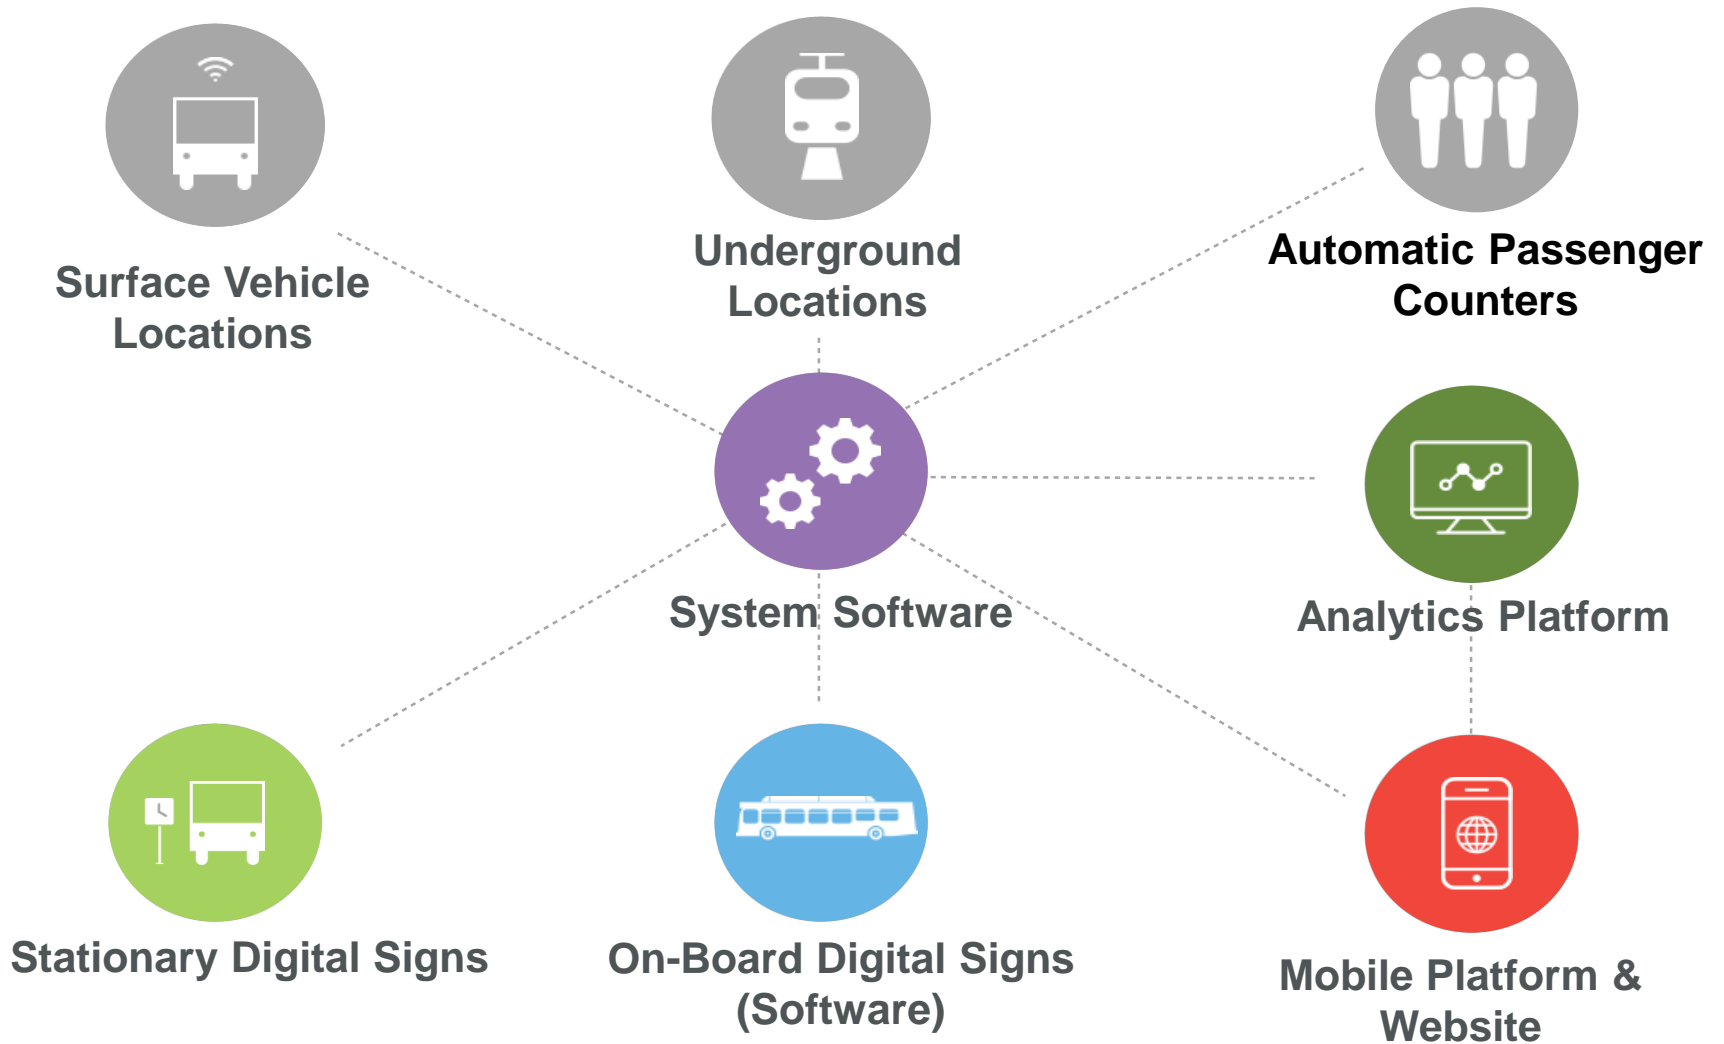 Surface Vehicle
Locations
Underground
Locations
Automatic Passenger
Counters
System Software
Analytics Platform
Stationary Digital Signs
On-Board Digital Signs
(Software)
Mobile Platform &
Website